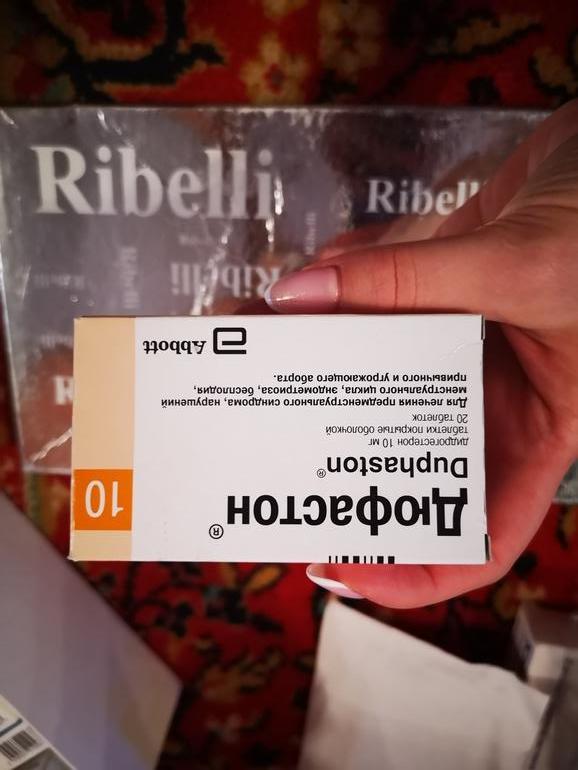 Ribelli
Ribelli
Ribelli
Дюфастон®
Duphaston®
дидрогестерон 10 мг
таблетки покрытые оболочкой
20 таблеток
Для лечения предменструального синдрома, нарушений
менструального цикла, эндометриоза, бесплодия,
привычного и угрожающего аборта.
Abbott
10